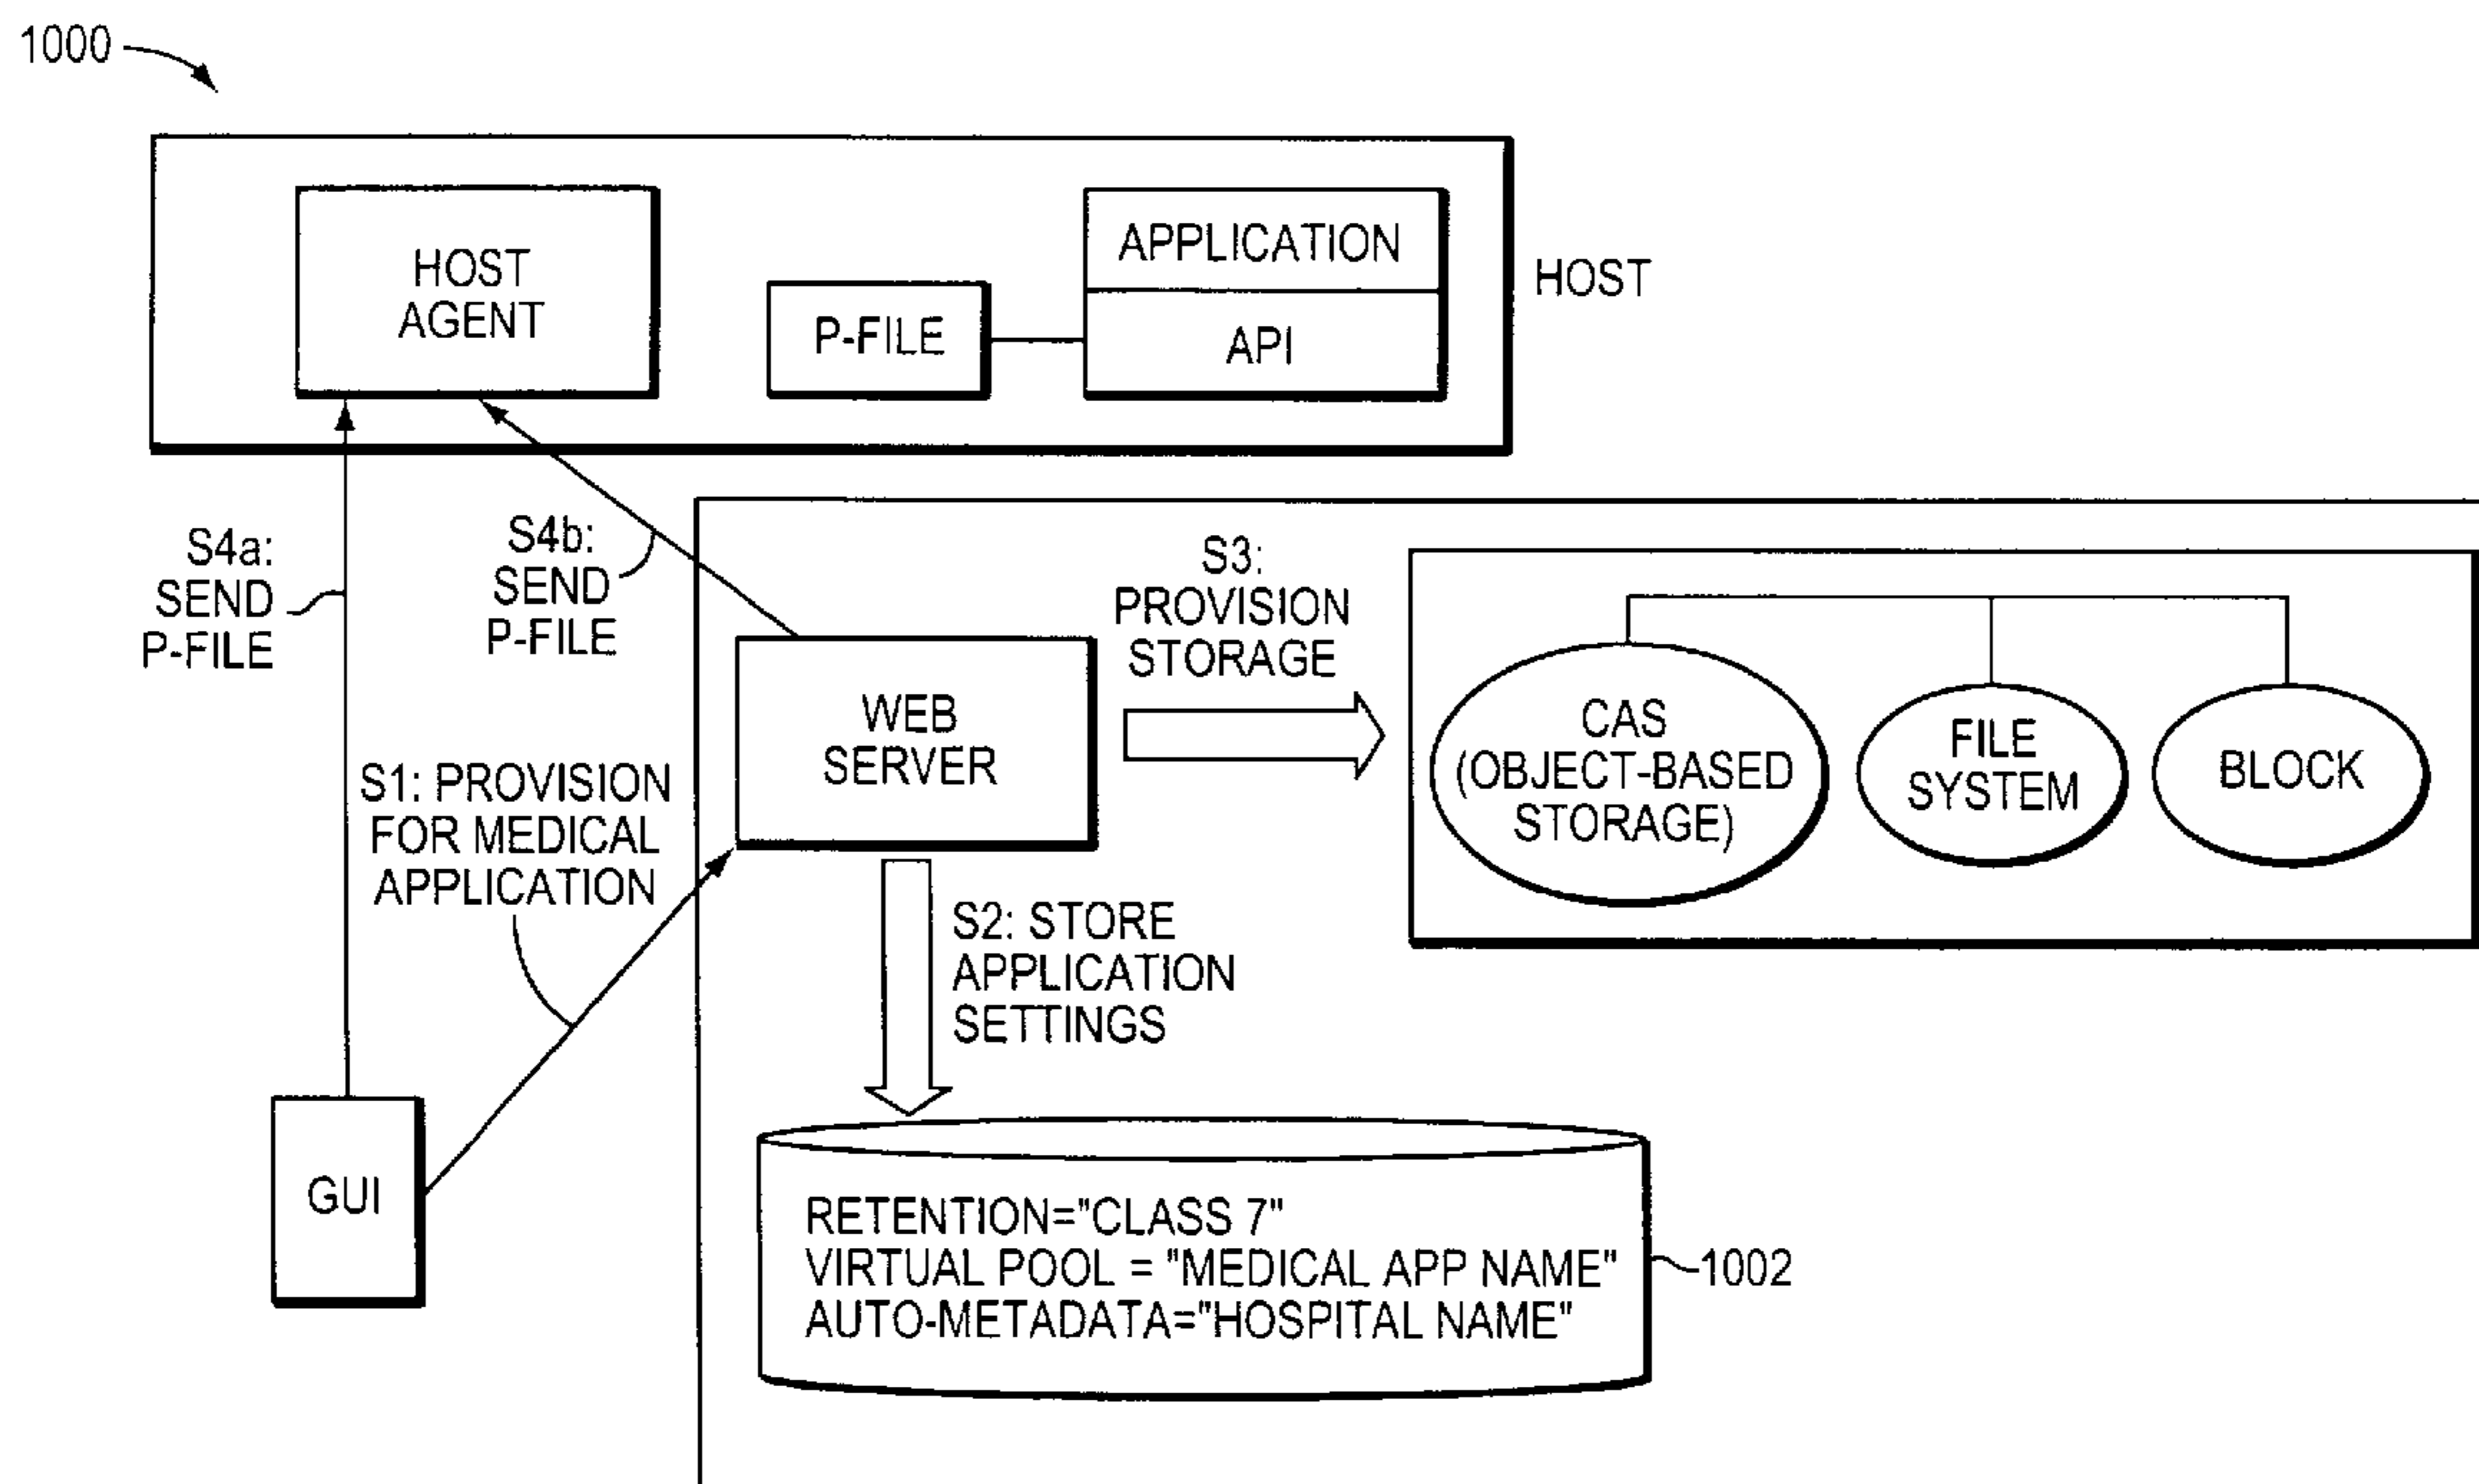 1000
HOST
AGENT
P-FILE
APPLICATION
API
HOST
S4a:
SEND
P-FILE
S4b:
SEND
P-FILE
S3:
PROVISION
STORAGE
WEB
SERVER
CAS
(OBJECT-BASED
STORAGE)
FILE
SYSTEM
BLOCK
S1: PROVISION
FOR MEDICAL
APPLICATION
S2: STORE
APPLICATION
SETTINGS
GUI
RETENTION="CLASS 7"
VIRTUAL POOL = "MEDICAL APP NAME"
AUTO-METADATA="HOSPITAL NAME"
1002